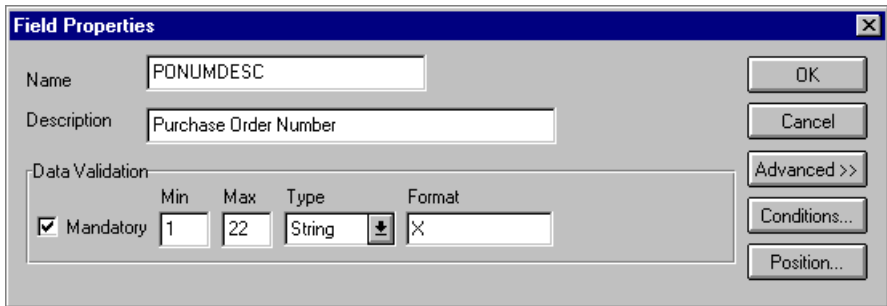 Field Properties
Name PONUMDESC OK
Description Purchase Order Number Cancel
Data Validation Advanced >>
Min Max Type Format
Mandatory 1 22 String X Conditions...
Position...